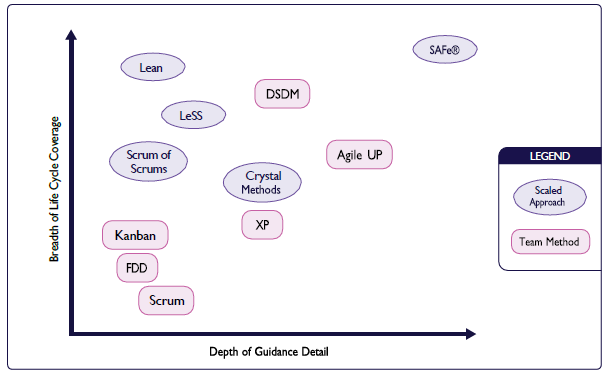 SAFe®
Lean
DSDM
LeSS
Scrum of
Scrums
Agile UP
Crystal
Methods
XP
Kanban
FDD
Scrum
Breadth of Life Cycle Coverage
Depth of Guidance Detail
LEGEND
Scaled
Approach
Team Method